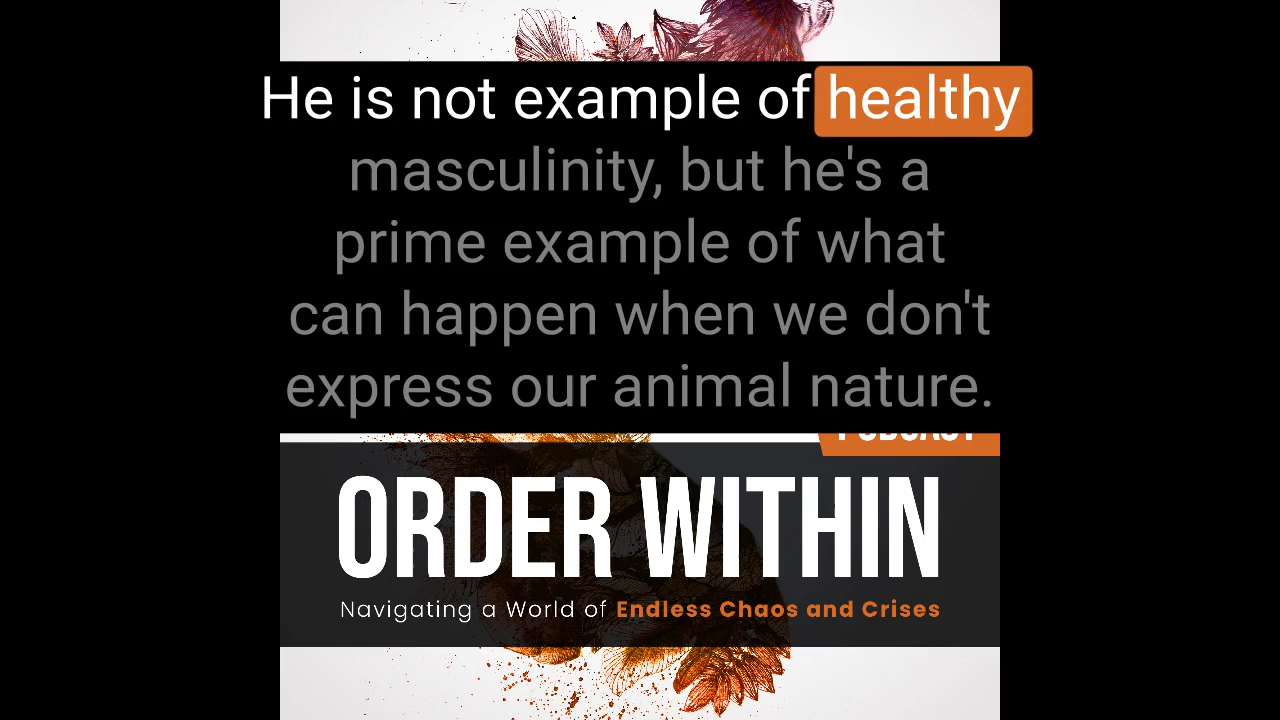 He is not example of healthy
masculinity, but he's a
prime example of what
can happen when we don't
express our animal nature.
PODCAST
ORDER WITHIN
Navigating a World of Endless Chaos and Crises